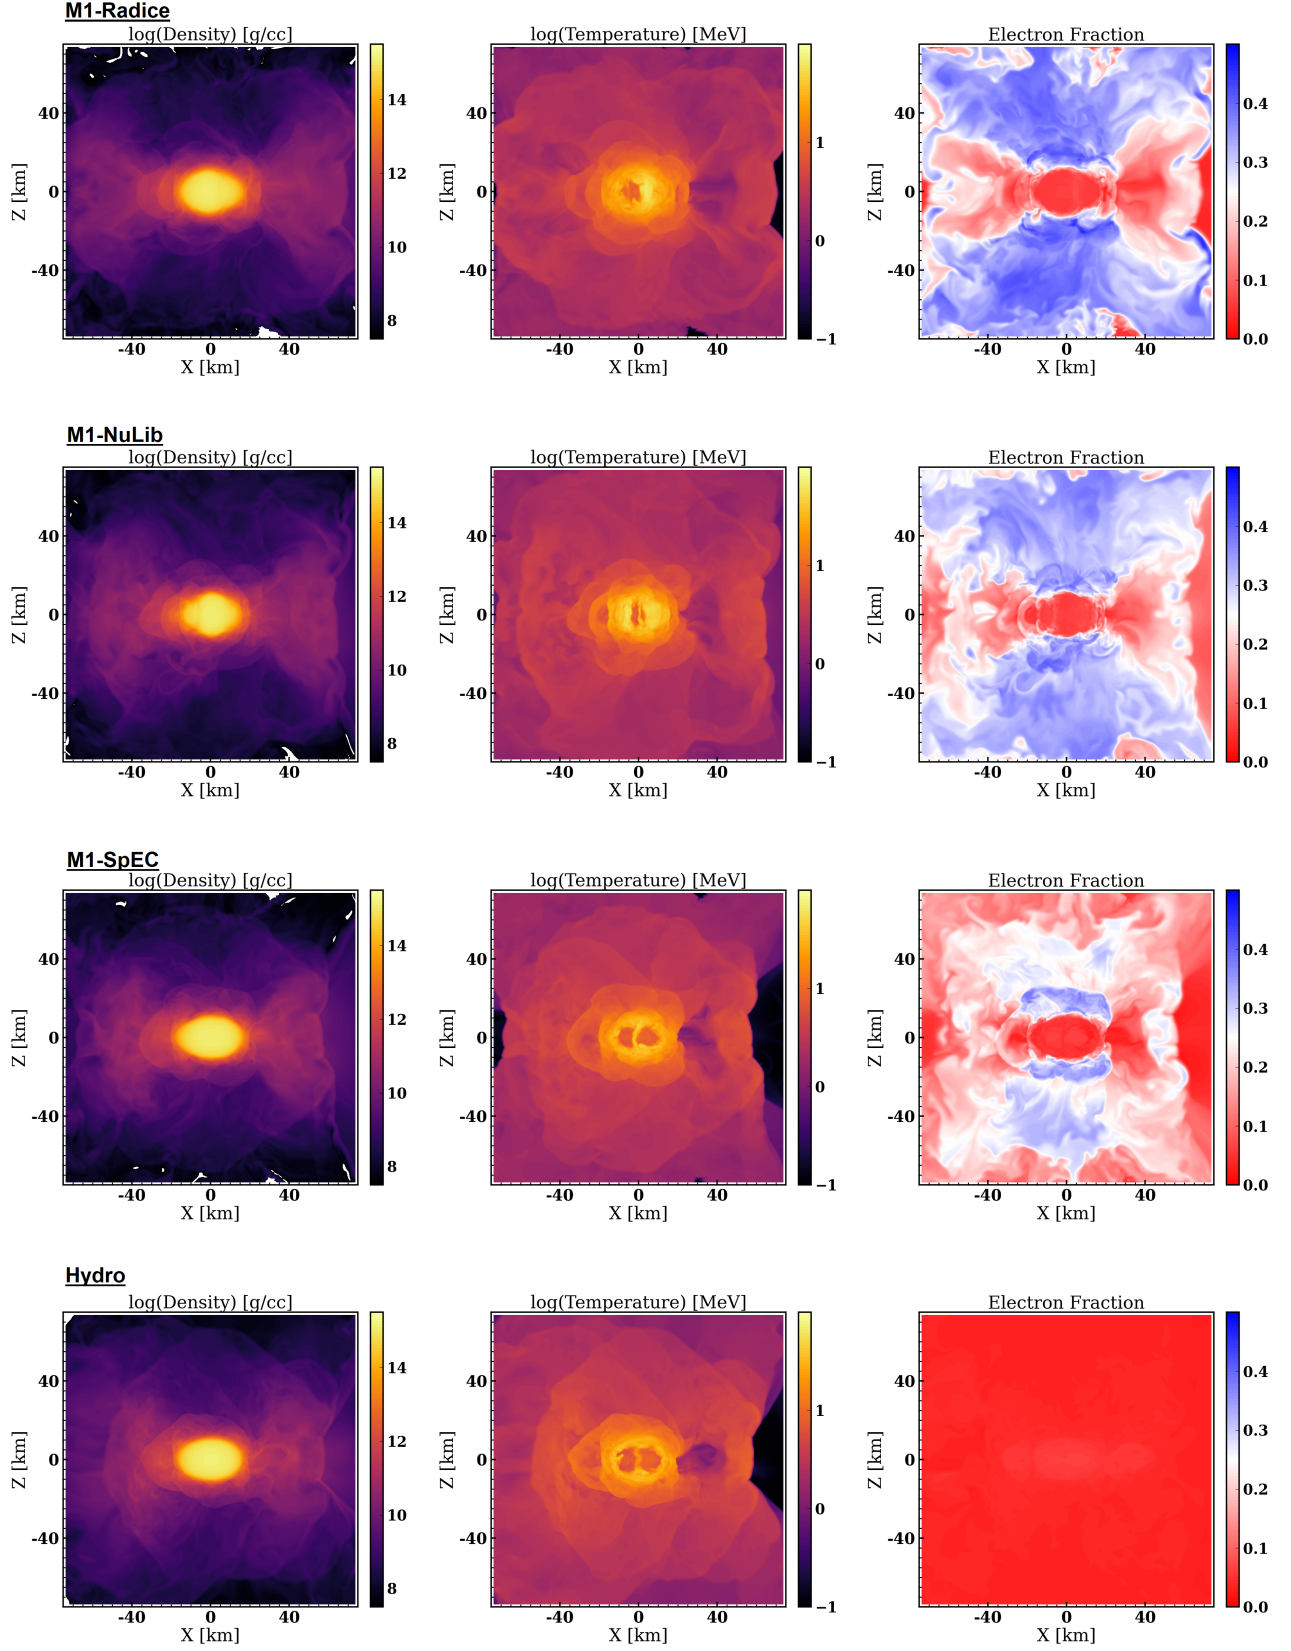 M1-Radice
log(Density) [g/cc]
log(Temperature) [MeV]
Electron Fraction
40
0
-40
Z [km]
-40 0 40
X [km]
14
12
10
8
Z [km]
-40 0 40
X [km]
1
0
−1
40
0
-40
Z [km]
-40 0 40
X [km]
0.4
0.3
0.2
0.1
0.0
M1-NuLib
log(Density) [g/cc]
log(Temperature) [MeV]
Electron Fraction
40
0
-40
Z [km]
-40 0 40
X [km]
14
12
10
8
40
0
-40
Z [km]
-40 0 40
X [km]
1
0
−1
40
0
-40
Z [km]
-40 0 40
X [km]
0.4
0.3
0.2
0.1
0.0
M1-SpEC
log(Density) [g/cc]
log(Temperature) [MeV]
Electron Fraction
40
0
-40
Z [km]
-40 0 40
X [km]
14
12
10
8
40
0
-40
Z [km]
-40 0 40
X [km]
1
0
−1
40
0
-40
Z [km]
-40 0 40
X [km]
0.4
0.3
0.2
0.1
0.0
Hydro
log(Density) [g/cc]
log(Temperature) [MeV]
Electron Fraction
40
0
-40
Z [km]
-40 0 40
X [km]
14
12
10
8
40
0
-40
Z [km]
-40 0 40
X [km]
1
0
−1
40
0
-40
Z [km]
-40 0 40
X [km]
0.4
0.3
0.2
0.1
0.0